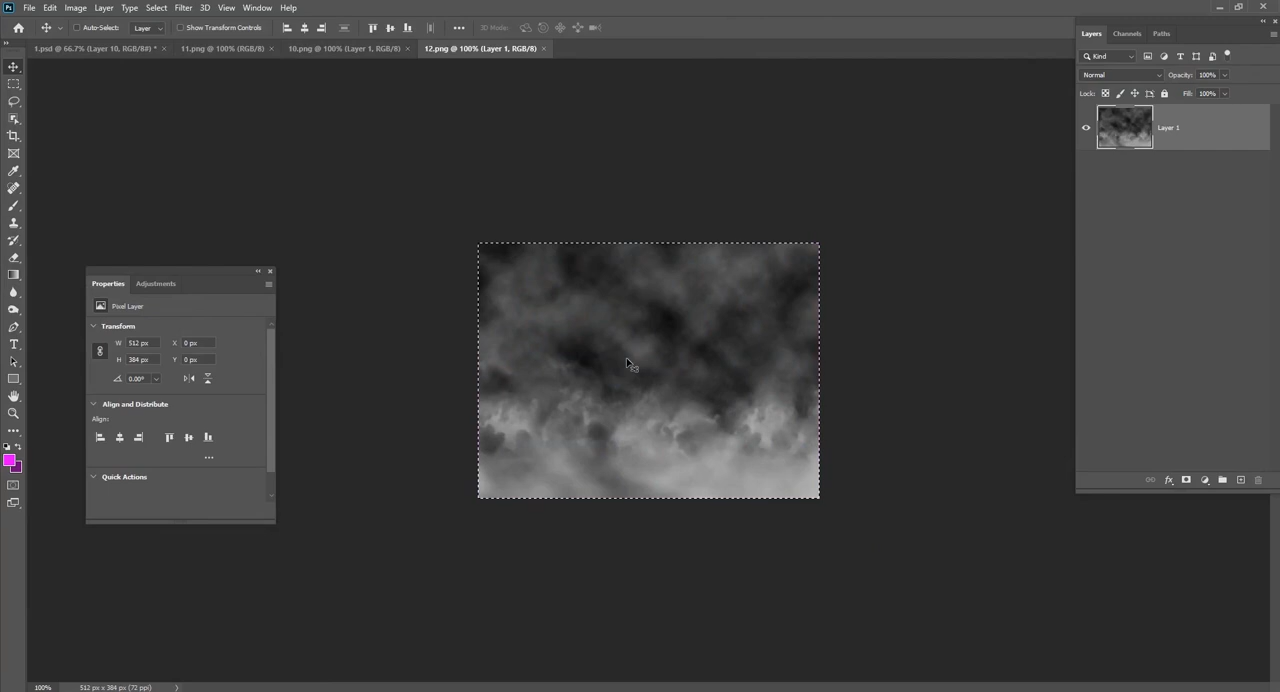 Ps File Edit Image Layer Type Select Filter 3D View Window Help
Auto-Select: Layer Show Transform Controls 3D Mode:
1.psd @ 66.7% (Layer 10, RGB/8#) * × 11.png @ 100% (RGB/8) × 10.png @ 100% (Layer 1, RGB/8) × 12.png @ 100% (Layer 1, RGB/8) ×
Layers Channels Paths
Kind
Normal Opacity: 100%
Lock: Fill: 100%
Layer 1
Properties Adjustments
Pixel Layer
Transform
W 512 px X 0 px
H 384 px Y 0 px
0.00°
Align and Distribute
Align:
Quick Actions
100% 512 px x 384 px (72 ppi)